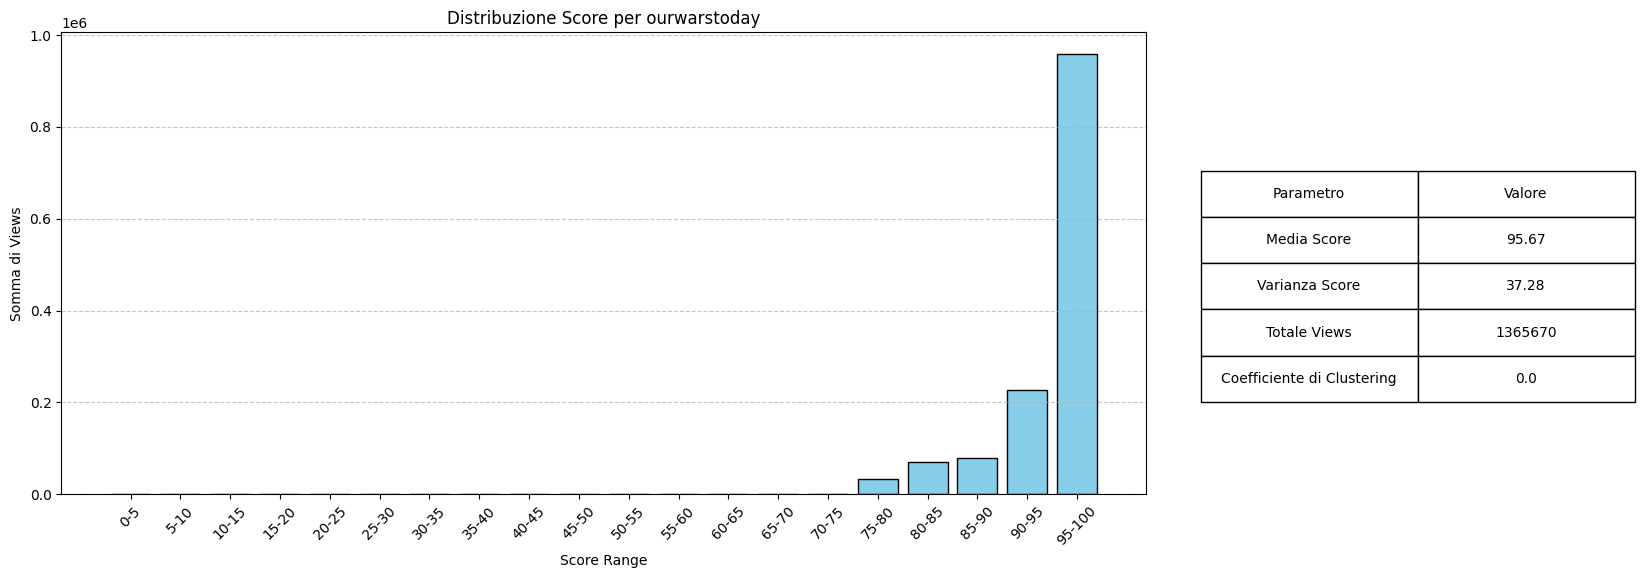 Distribuzione Score per ourwarstoday
1e6
1.0
0.8
0.6
0.4
0.2
0.0
Somma di Views
0-5 5-10 10-15 15-20 20-25 25-30 30-35 35-40 40-45 45-50 50-55 55-60 60-65 65-70 70-75 75-80 80-85 85-90 90-95 95-100
Score Range
Parametro Valore
Media Score 95.67
Varianza Score 37.28
Totale Views 1365670
Coefficiente di Clustering 0.0